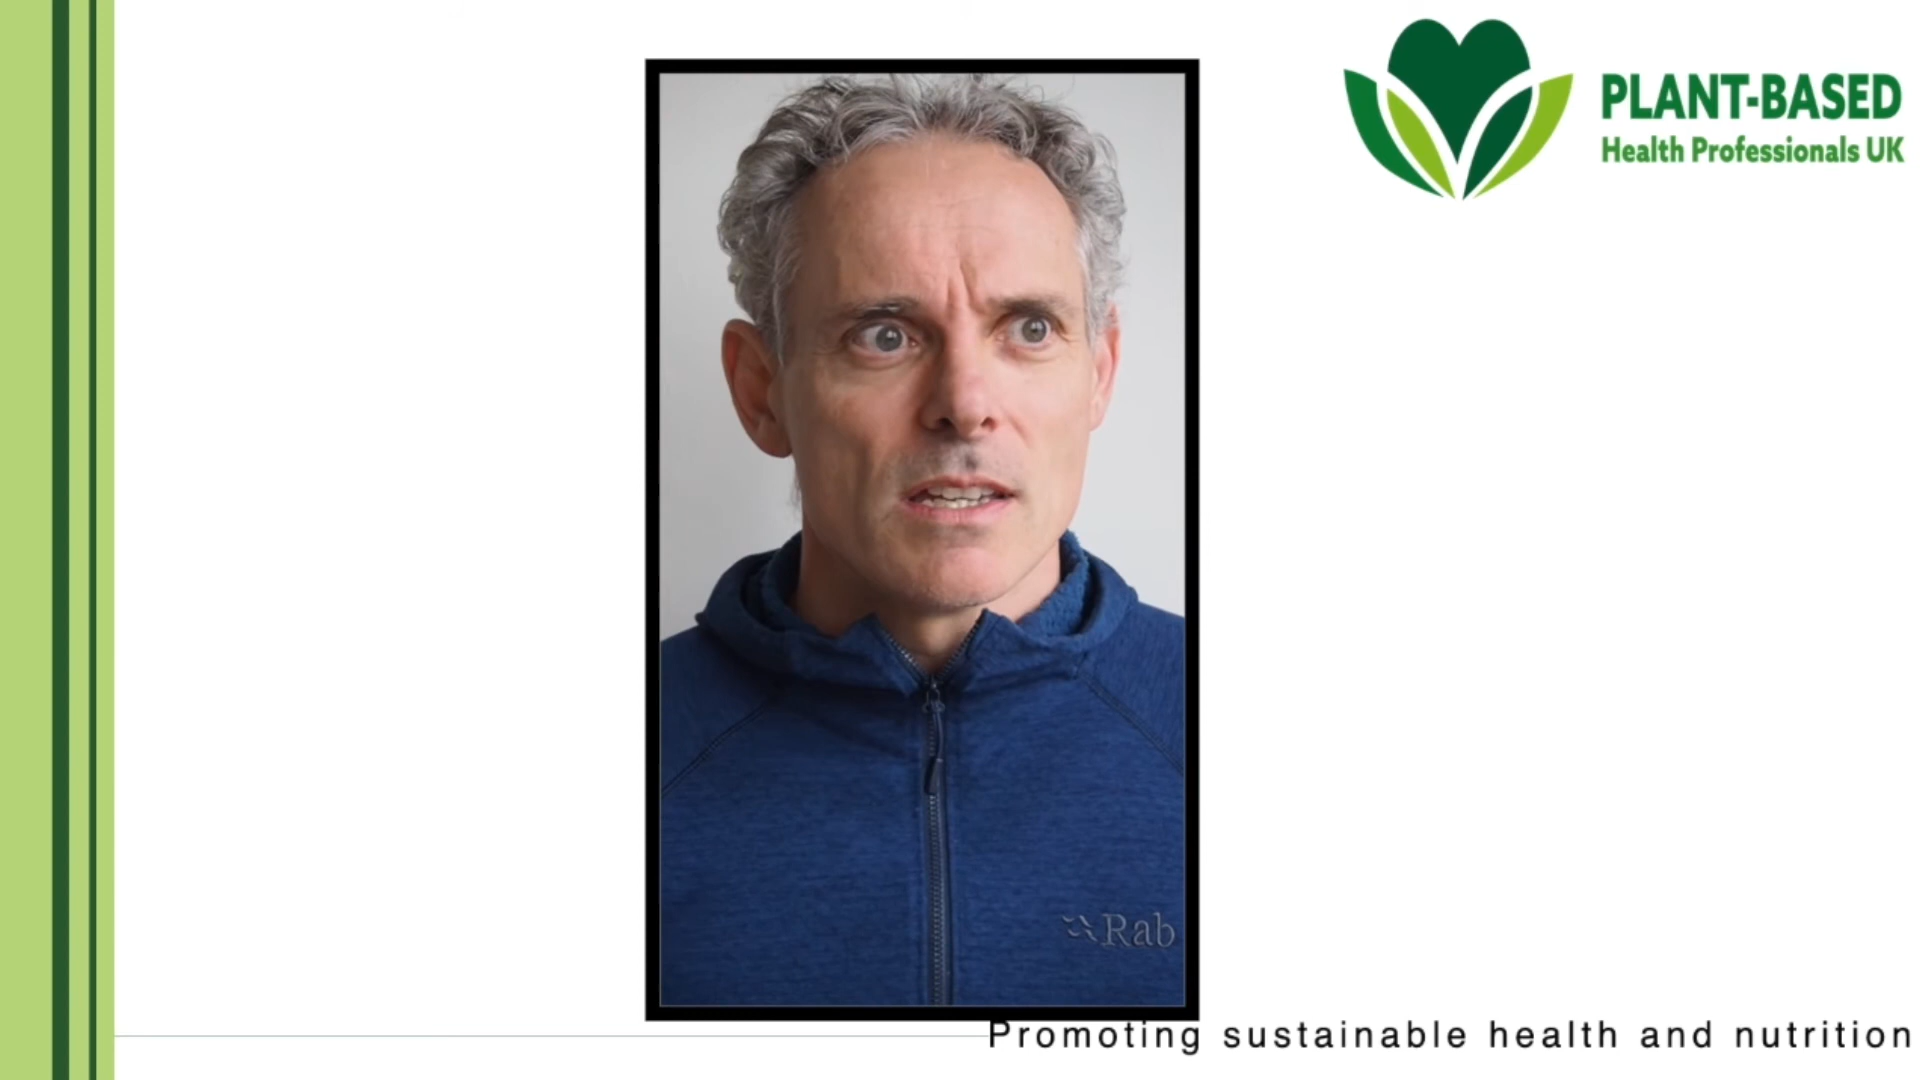 PLANT-BASED
Health Professionals UK
Rab
Promoting sustainable health and nutrition